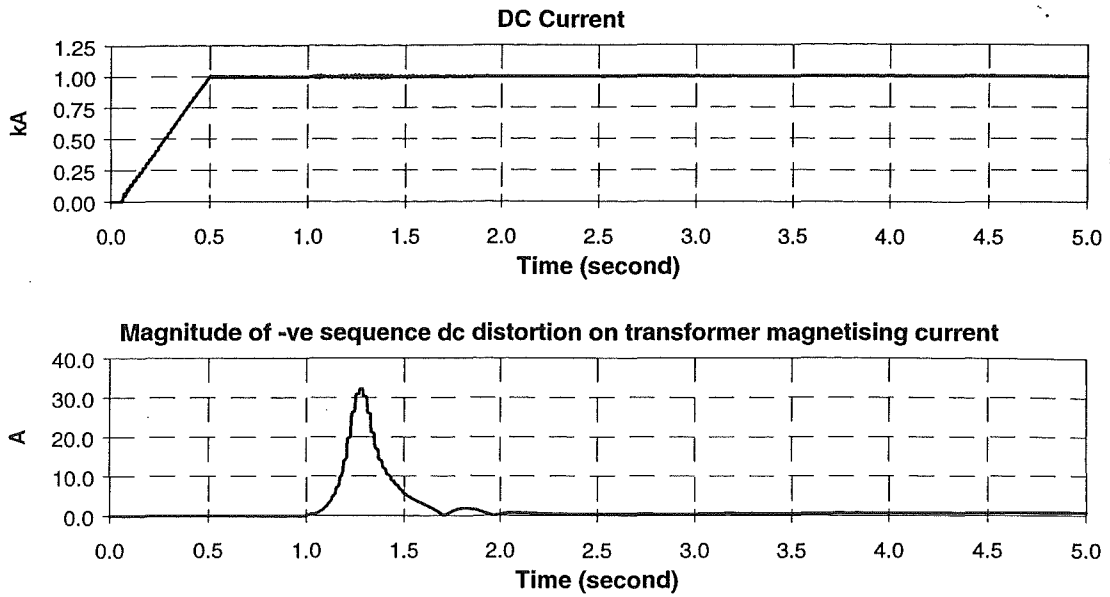 DC Current
kA
1.25
1.00
0.75
0.50
0.25
0.00
0.0 0.5 1.0 1.5 2.0 2.5 3.0 3.5 4.0 4.5 5.0
Time (second)
Magnitude of -ve sequence dc distortion on transformer magnetising current
A
40.0
30.0
20.0
10.0
0.0
0.0 0.5 1.0 1.5 2.0 2.5 3.0 3.5 4.0 4.5 5.0
Time (second)